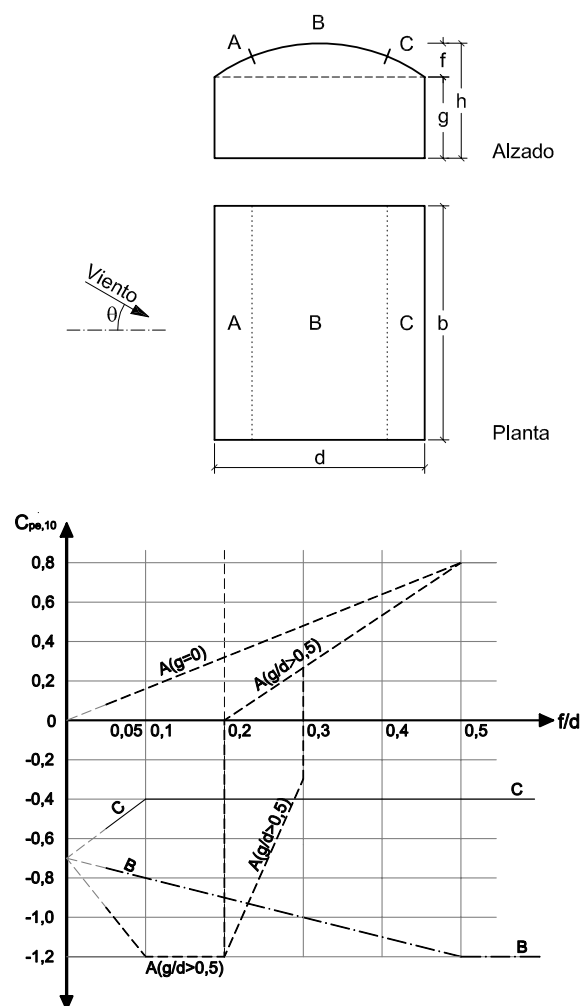 B
A
C
f
h
g
Alzado
Viento
θ
A
B
C
b
Planta
d
Cpe,10
0,8
0,6
0,4
0,2
0
-0,2
-0,4
-0,6
-0,8
-1,0
-1,2
A(g=0)
A(g/d>0,5)
0,05 0,1 0,2 0,3 0,4 0,5 f/d
C
C
A(g/d>0,5)
B
A(g/d>0,5)
B